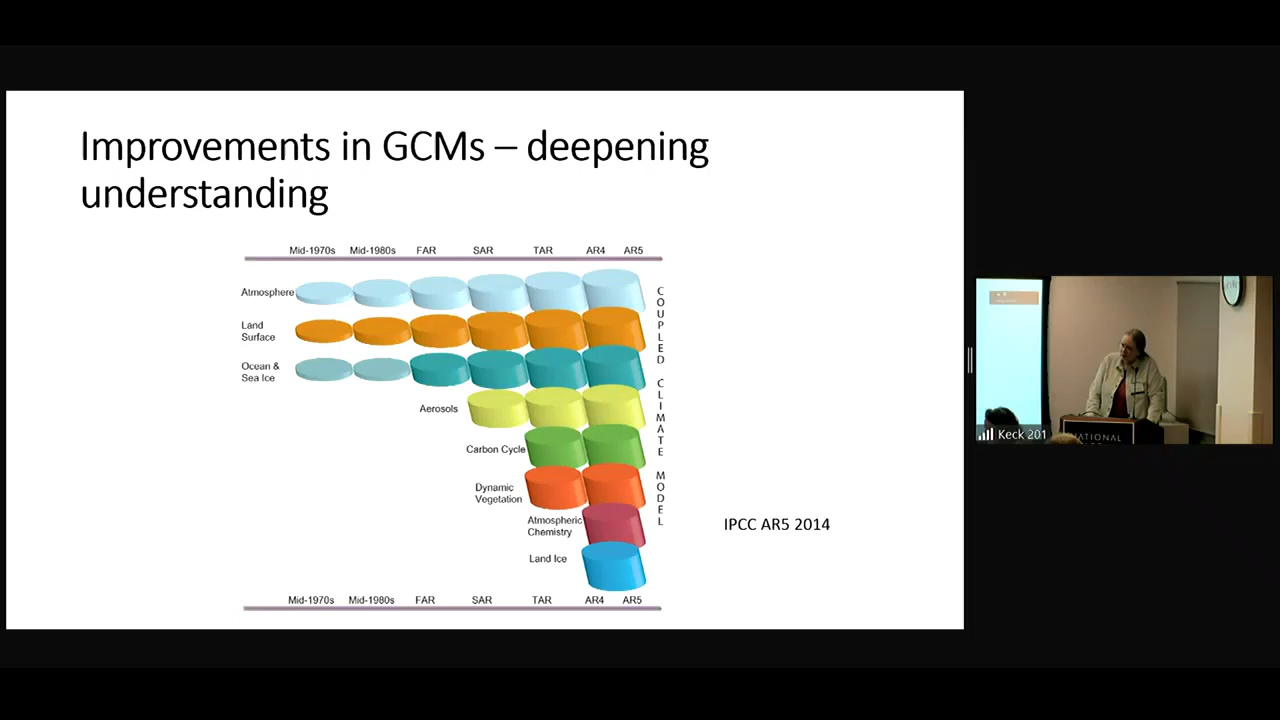 Improvements in GCMs – deepening
understanding
Mid-1970s Mid-1980s FAR SAR TAR AR4 AR5
Atmosphere
Land
Surface
Ocean &
Sea Ice
Aerosols
Carbon Cycle
Dynamic
Vegetation
Atmospheric
Chemistry
Land Ice
COUPLED CLIMATE MODEL
Mid-1970s Mid-1980s FAR SAR TAR AR4 AR5
IPCC AR5 2014
Keck 201
NATIONAL